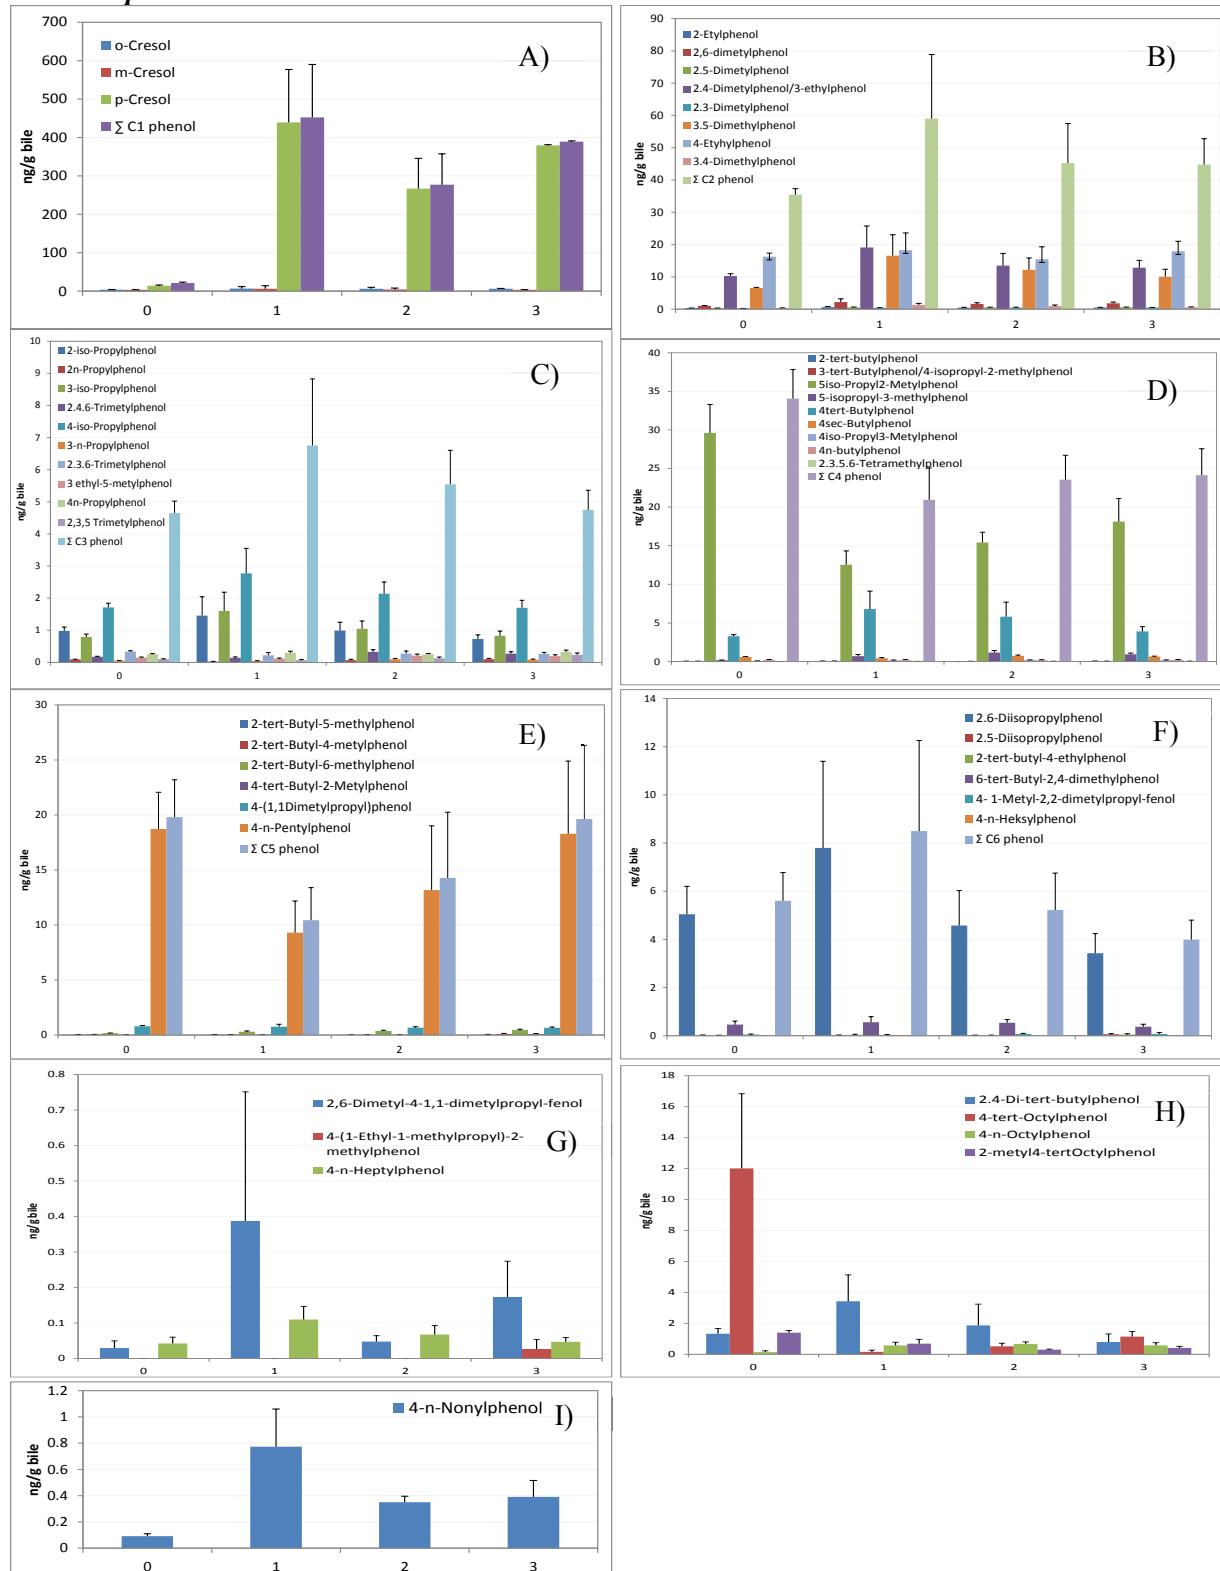 A)
700
600
500
400
300
200
100
0
ng/g bile
o-Cresol
m-Cresol
p-Cresol
∑ C1 phenol
0 1 2 3
B)
90
80
70
60
50
40
30
20
10
0
ng/g bile
2-Etylphenol
2,6-dimetylphenol
2.5-Dimetylphenol
2.4-Dimetylphenol/3-ethylphenol
2.3-Dimetylphenol
3.5-Dimethylphenol
4-Etyhylphenol
3.4-Dimethylphenol
Σ C2 phenol
0 1 2 3
C)
10
9
8
7
6
5
4
3
2
1
0
ng/g bile
2-iso-Propylphenol
2n-Propylphenol
3-iso-Propylphenol
2.4.6-Trimetylphenol
4-iso-Propylphenol
3-n-Propylphenol
2.3.6-Trimetylphenol
3 ethyl-5-metylphenol
4n-Propylphenol
2,3,5 Trimetylphenol
Σ C3 phenol
0 1 2 3
D)
40
35
30
25
20
15
10
5
0
ng/g bile
2-tert-butylphenol
3-tert-Butylphenol/4-isopropyl-2-methylphenol
5iso-Propyl2-Metylphenol
5-isopropyl-3-methylphenol
4tert-Butylphenol
4sec-Butylphenol
4iso-Propyl3-Metylphenol
4n-butylphenol
2.3.5.6-Tetramethylphenol
Σ C4 phenol
0 1 2 3
E)
30
25
20
15
10
5
0
ng/g bile
2-tert-Butyl-5-methylphenol
2-tert-Butyl-4-metylphenol
2-tert-Butyl-6-methylphenol
4-tert-Butyl-2-Metylphenol
4-(1,1Dimetylpropyl)phenol
4-n-Pentylphenol
Σ C5 phenol
0 1 2 3
F)
14
12
10
8
6
4
2
0
ng/g bile
2.6-Diisopropylphenol
2.5-Diisopropylphenol
2-tert-butyl-4-ethylphenol
6-tert-Butyl-2,4-dimethylphenol
4- 1-Metyl-2,2-dimetylpropyl-fenol
4-n-Heksylphenol
Σ C6 phenol
0 1 2 3
G)
0.8
0.7
0.6
0.5
0.4
0.3
0.2
0.1
0
ng/g bile
2,6-Dimetyl-4-1,1-dimetylpropyl-fenol
4-(1-Ethyl-1-methylpropyl)-2-
methylphenol
4-n-Heptylphenol
0 1 2 3
H)
18
16
14
12
10
8
6
4
2
0
ng/g bile
2.4-Di-tert-butylphenol
4-tert-Octylphenol
4-n-Octylphenol
2-metyl4-tertOctylphenol
0 1 2 3
I)
1.2
1
0.8
0.6
0.4
0.2
0
ng/g bile
4-n-Nonylphenol
0 1 2 3